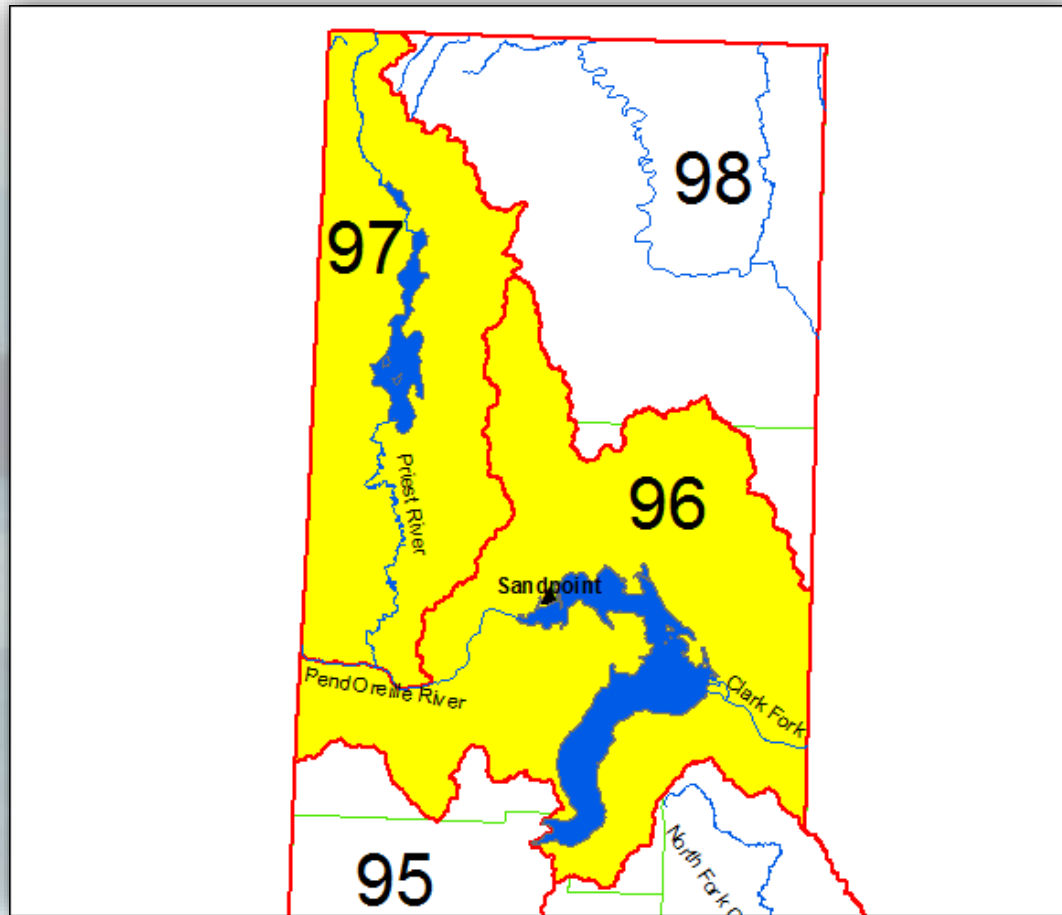 98
97
Priest River
96
Sandpoint
Pend Oreille River
Clark Fork
95
North Fork